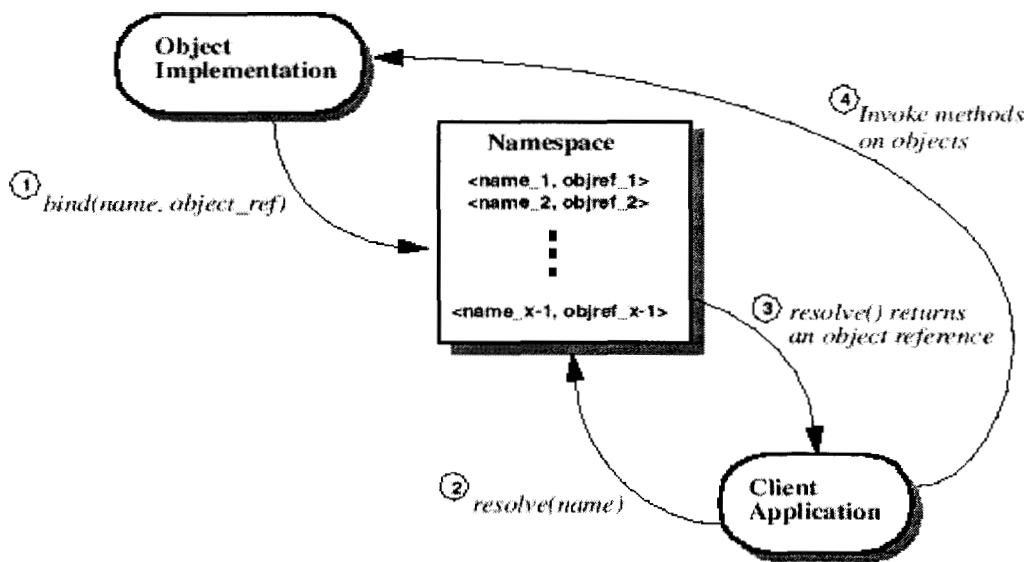 Object
Implementation
④
Invoke methods
on objects
Namespace
<name_1, objref_1>
<name_2, objref_2>
①
bind(name, object_ref)
<name_x-1, objref_x-1>
③ resolve() returns
an object reference
②
resolve(name)
Client
Application